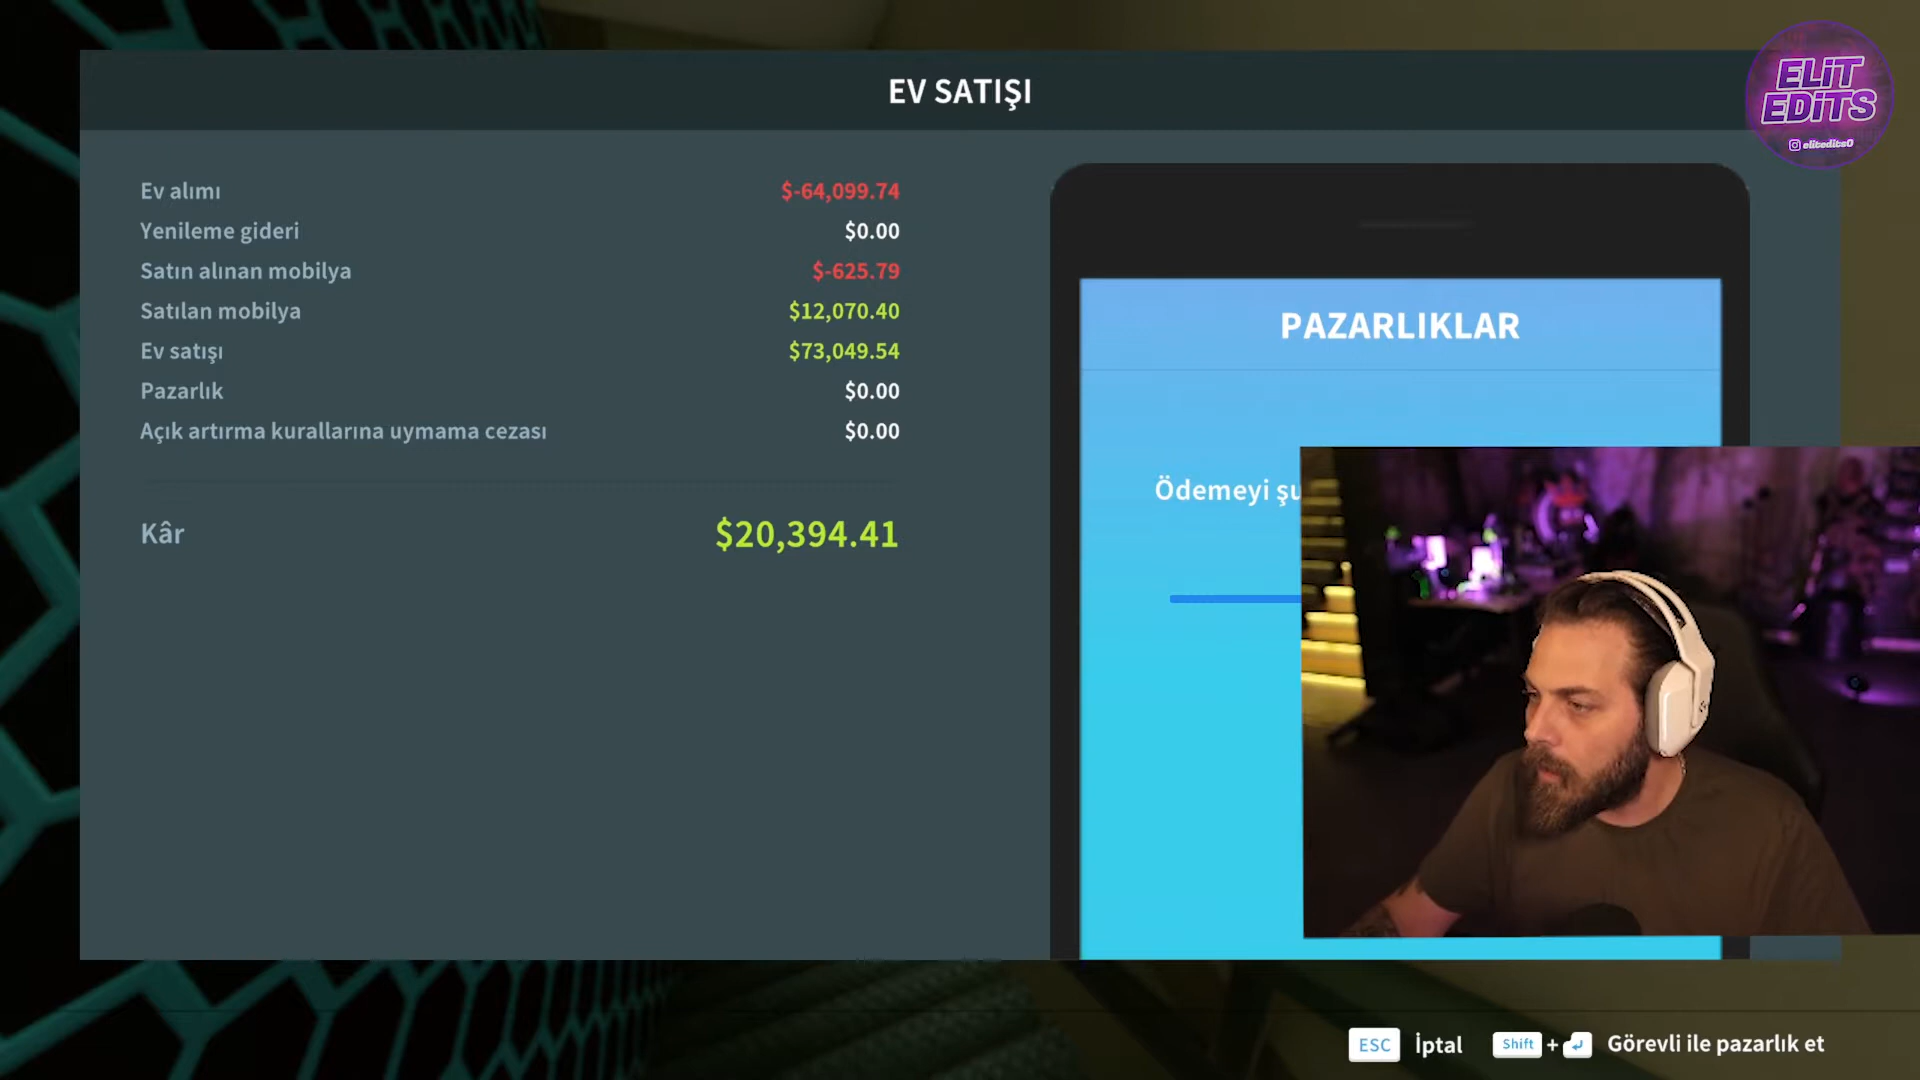 EV SATIŞI
ELiT
EDiTS
elitedits0
Ev alımı $-64,099.74
Yenileme gideri $0.00
Satın alınan mobilya $-625.79
Satılan mobilya $12,070.40
Ev satışı $73,049.54
Pazarlık $0.00
Açık artırma kurallarına uymama cezası $0.00
Kâr $20,394.41
PAZARLIKLAR
Ödemeyi şu
ESC İptal Shift + Görevli ile pazarlık et